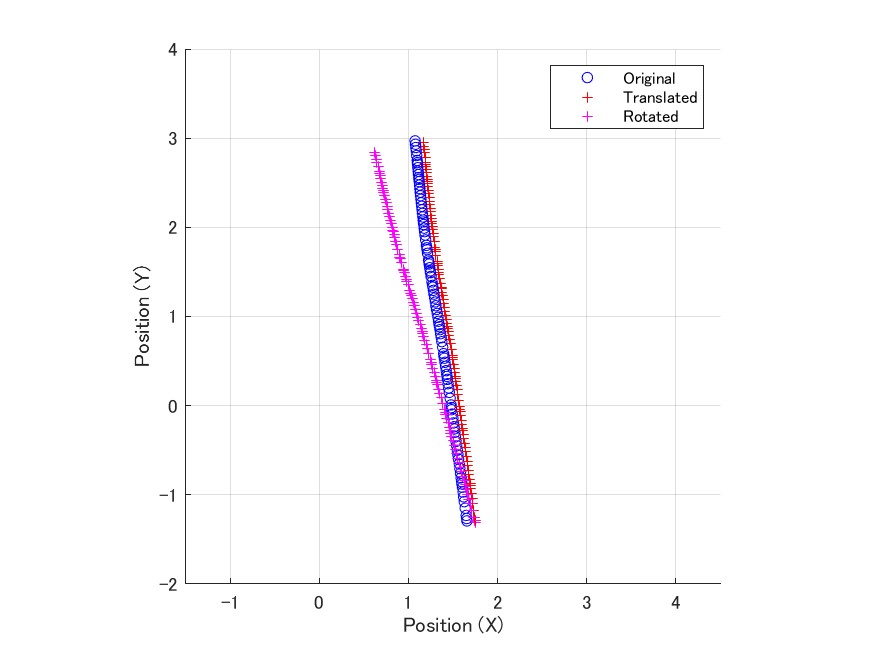 4
3
2
1
0
-1
-2
-1
0
1
2
3
4
Position (X)
Position (Y)
Original
Translated
Rotated